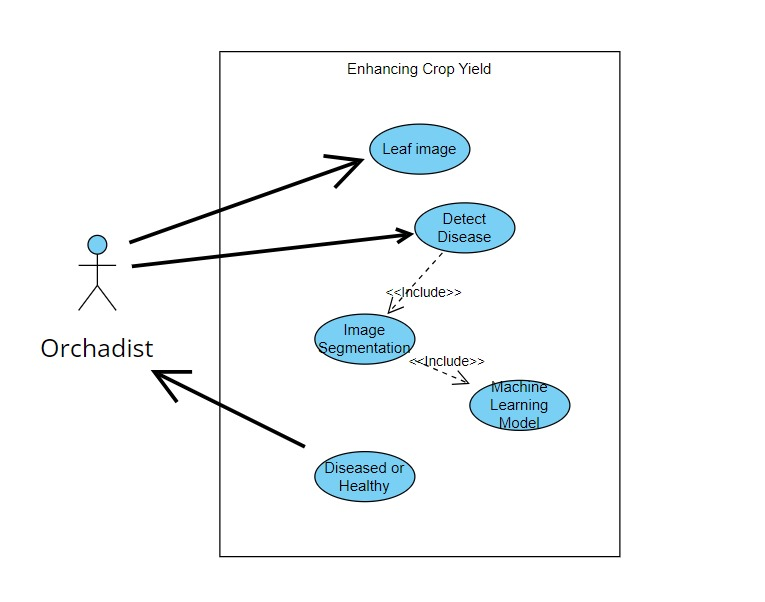 Enhancing Crop Yield
Leaf image
Detect
Disease
<<Include>>
Image
Segmentation
<<Include>>
Machine
Learning
Model
Orchadist
Diseased or
Healthy